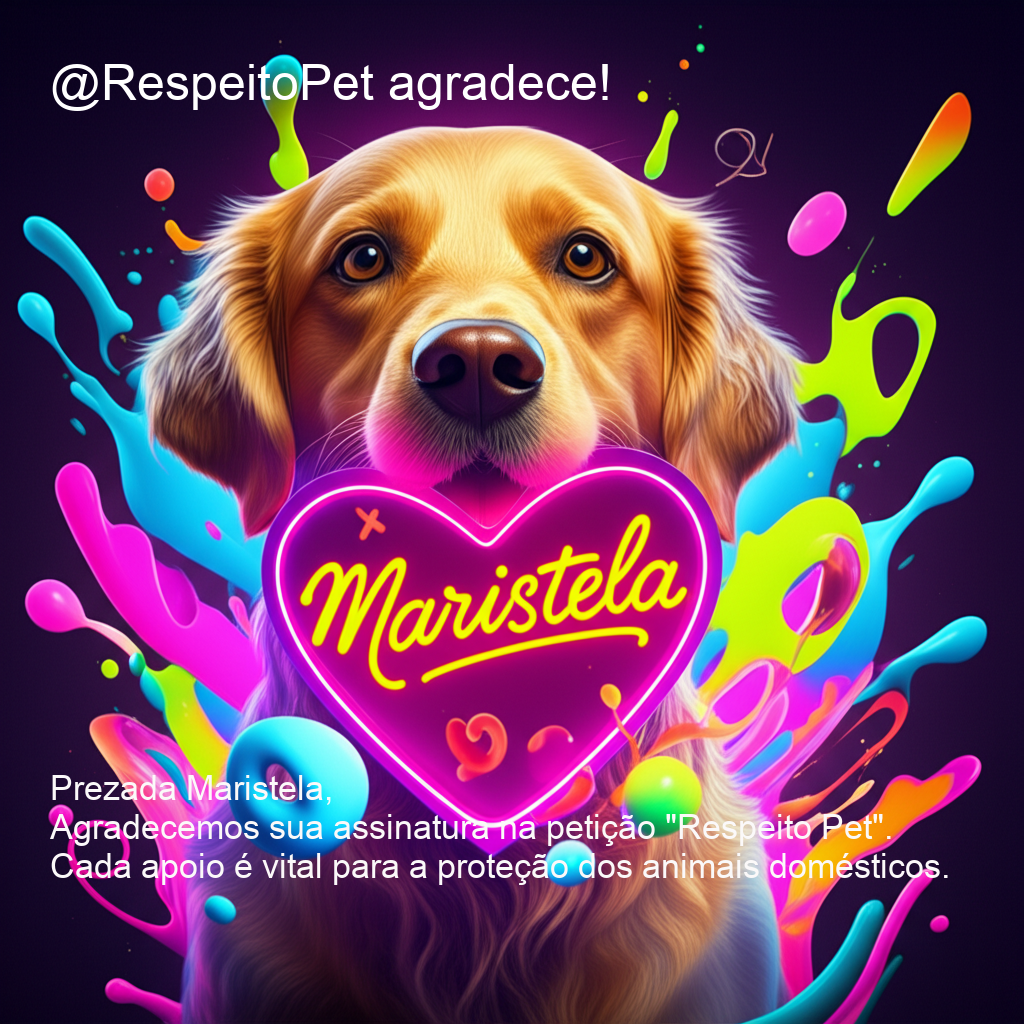 @RespeitoPet agradece!
Maristela
Prezada Maristela,
Agradecemos sua assinatura na petição "Respeito Pet".
Cada apoio é vital para a proteção dos animais domésticos.